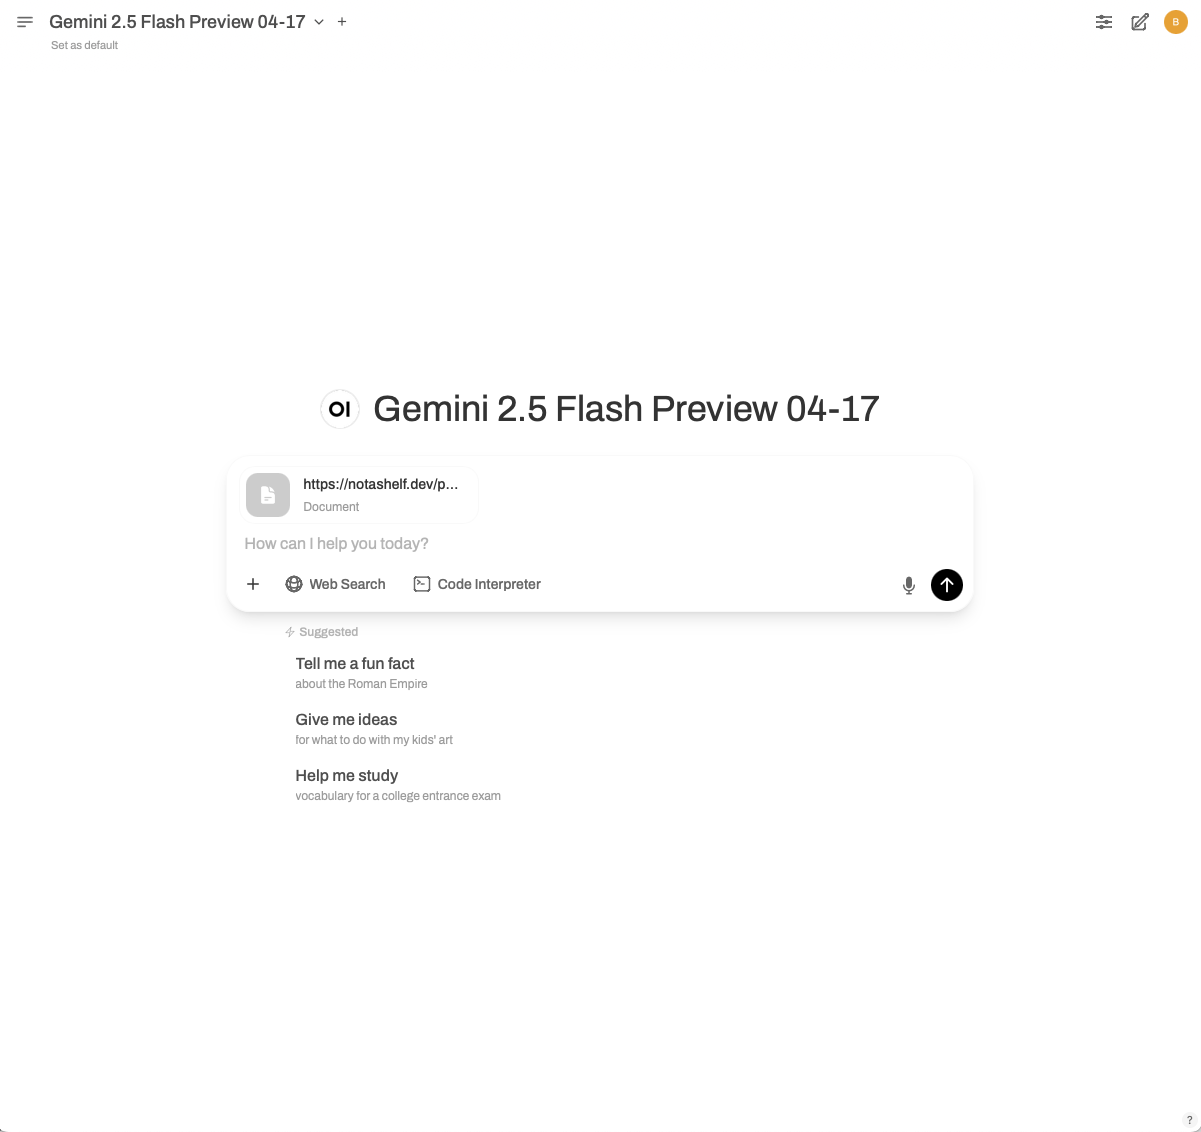 Gemini 2.5 Flash Preview 04-17
Set as default
B
OI Gemini 2.5 Flash Preview 04-17
https://notashelf.dev/p...
Document
How can I help you today?
Web Search Code Interpreter
Suggested
Tell me a fun fact
about the Roman Empire
Give me ideas
for what to do with my kids' art
Help me study
vocabulary for a college entrance exam
?